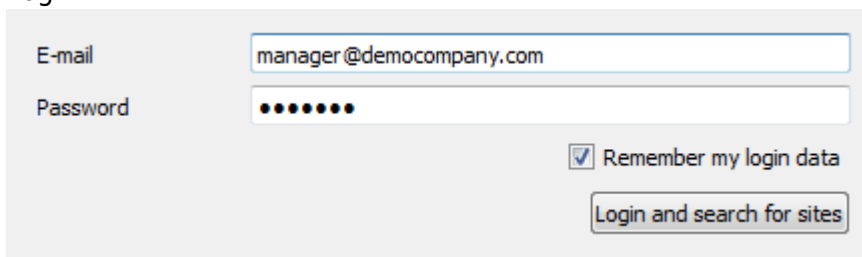 E-mail manager@democompany.com
Password •••••••
Remember my login data
Login and search for sites